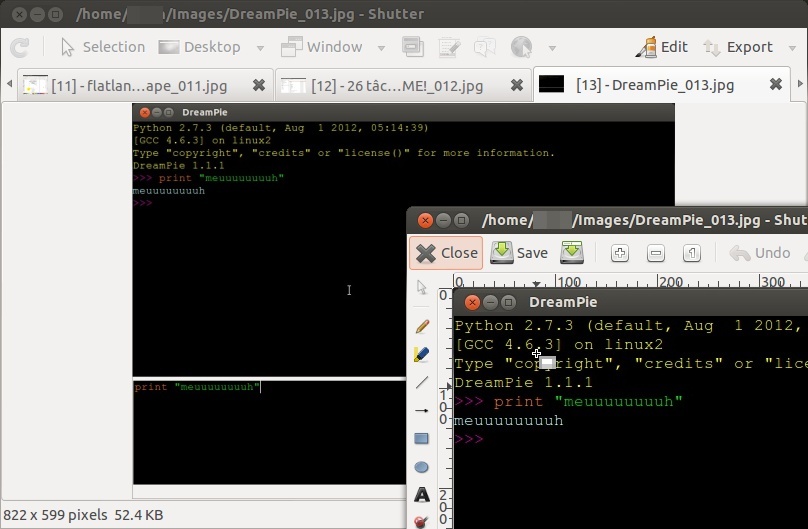 /home/ /Images/DreamPie_013.jpg - Shutter
Selection Desktop Window Edit Export
[11] - flatlan...ape_011.jpg [12] - 26 tâc...ME!_012.jpg [13] - DreamPie_013.jpg
DreamPie
Python 2.7.3 (default, Aug  1 2012, 05:14:39)
[GCC 4.6.3] on linux2
Type "copyright", "credits" or "license()" for more information.
DreamPie 1.1.1
>>> print "meuuuuuuuuh"
meuuuuuuuuh
>>>
print "meuuuuuuuuh"
822 x 599 pixels 52.4 KB
/home/ /Images/DreamPie_013.jpg - Shut
Close Save Undo
0 100 200 300
0
100
200
DreamPie
Python 2.7.3 (default, Aug  1 2012,
[GCC 4.6.3] on linux2
Type "copyright", "credits" or "lice
DreamPie 1.1.1
>>> print "meuuuuuuuuh"
meuuuuuuuuh
>>>